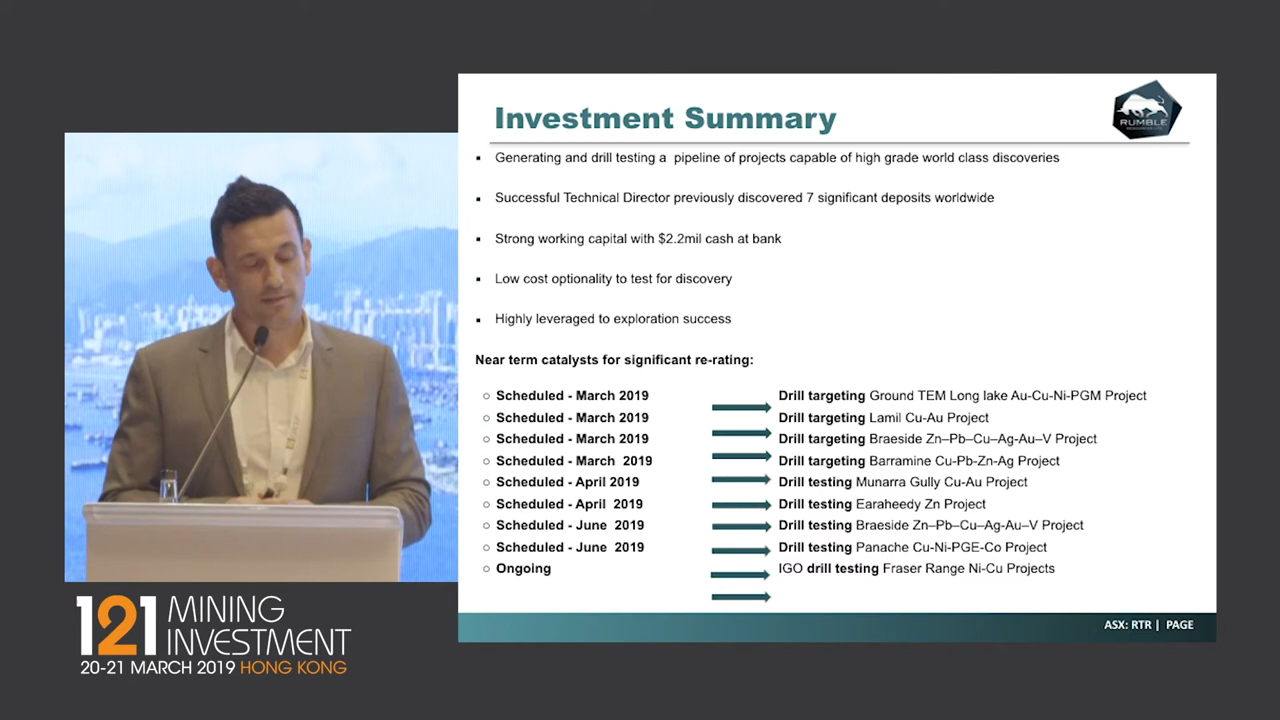 Investment Summary
RUMBLE
RESOURCES LTD
▪ Generating and drill testing a pipeline of projects capable of high grade world class discoveries
▪ Successful Technical Director previously discovered 7 significant deposits worldwide
▪ Strong working capital with $2.2mil cash at bank
▪ Low cost optionality to test for discovery
▪ Highly leveraged to exploration success
Near term catalysts for significant re-rating:
○ Scheduled - March 2019 Drill targeting Ground TEM Long lake Au-Cu-Ni-PGM Project
○ Scheduled - March 2019 Drill targeting Lamil Cu-Au Project
○ Scheduled - March 2019 Drill targeting Braeside Zn–Pb–Cu–Ag-Au–V Project
○ Scheduled - March 2019 Drill targeting Barramine Cu-Pb-Zn-Ag Project
○ Scheduled - April 2019 Drill testing Munarra Gully Cu-Au Project
○ Scheduled - April 2019 Drill testing Earaheedy Zn Project
○ Scheduled - June 2019 Drill testing Braeside Zn–Pb–Cu–Ag-Au–V Project
○ Scheduled - June 2019 Drill testing Panache Cu-Ni-PGE-Co Project
○ Ongoing IGO drill testing Fraser Range Ni-Cu Projects
ASX: RTR | PAGE
121 MINING
INVESTMENT
20-21 MARCH 2019 HONG KONG